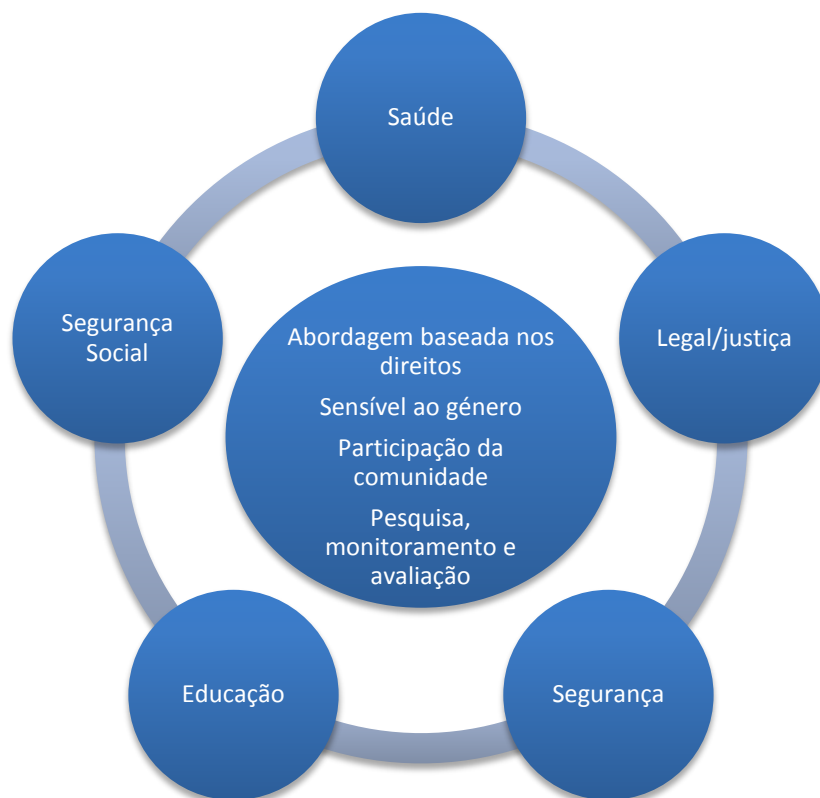 Saúde
Segurança
Social
Legal/justiça
Abordagem baseada nos
direitos
Sensível ao género
Participação da
comunidade
Pesquisa,
monitoramento e
avaliação
Educação
Segurança